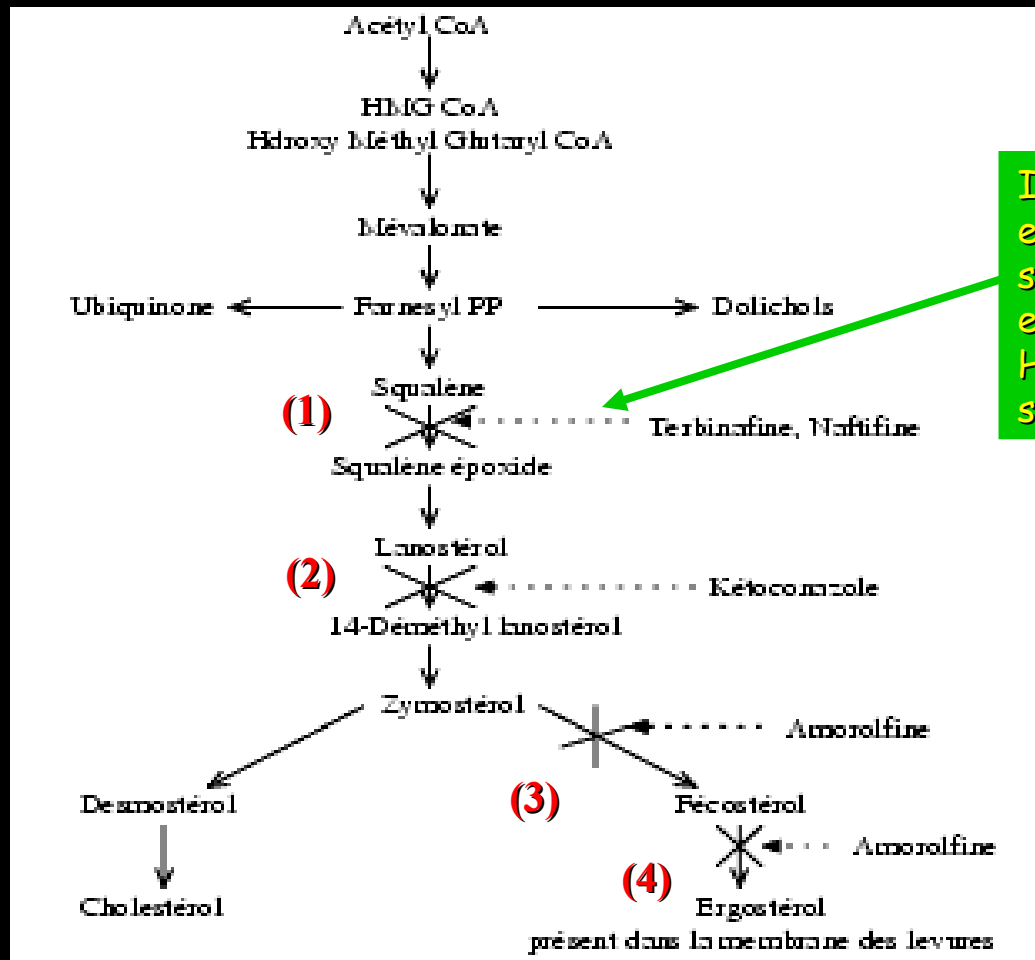 Acétyl CoA
HMG CoA
Hdroxy Méthyl Glutaryl CoA
Mévalonate
Ubiquinone Farnesyl PP Dolichols
Squalène
(1)
Terbinafine, Naftifine
Squalène époxide
Lanostérol
(2)
Kétoconazole
14-Déméthyl lanostérol
Zymostérol
Amorolfine
Desmostérol (3) Fécostérol
Amorolfine
(4)
Cholestérol Ergostérol
présent dans la membrane des levures